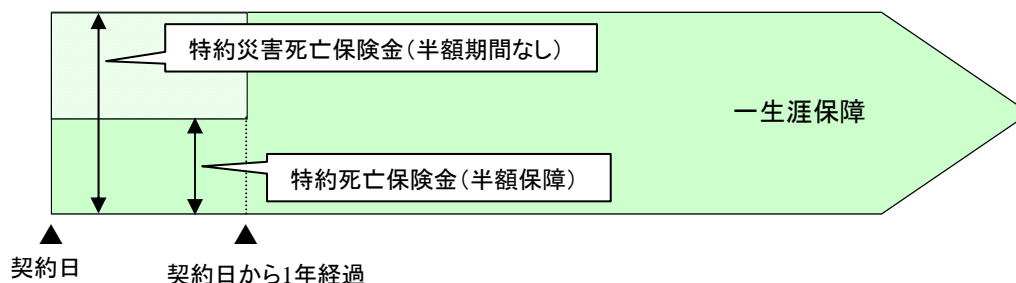 特約災害死亡保険金（半額期間なし）
一生涯保障
特約死亡保険金（半額保障）
契約日
契約日から1年経過